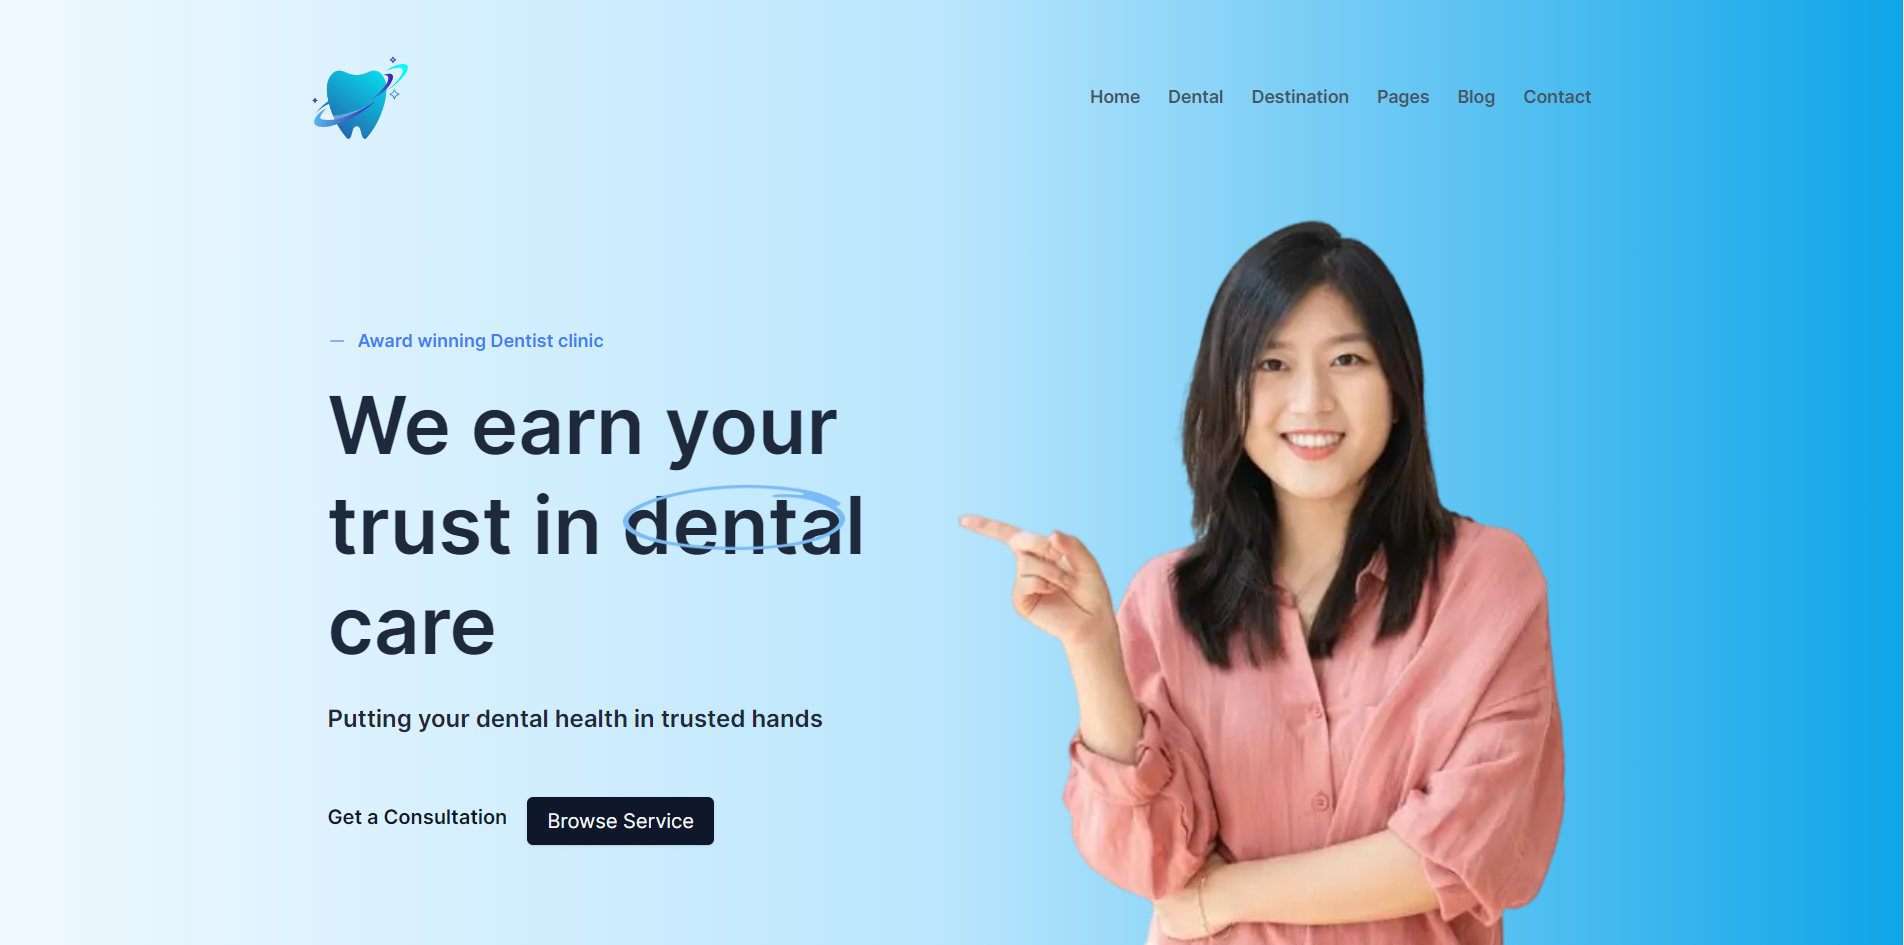 Home Dental Destination Pages Blog Contact
— Award winning Dentist clinic
We earn your
trust in dental
care
Putting your dental health in trusted hands
Get a Consultation Browse Service